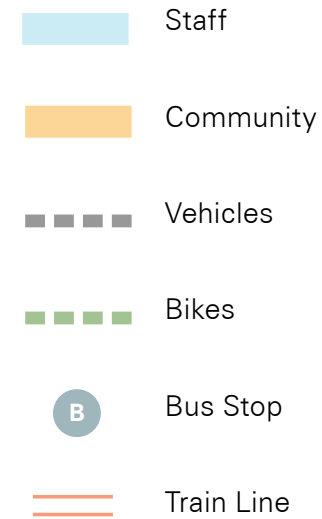 Staff
Community
Vehicles
Bikes
B Bus Stop
Train Line